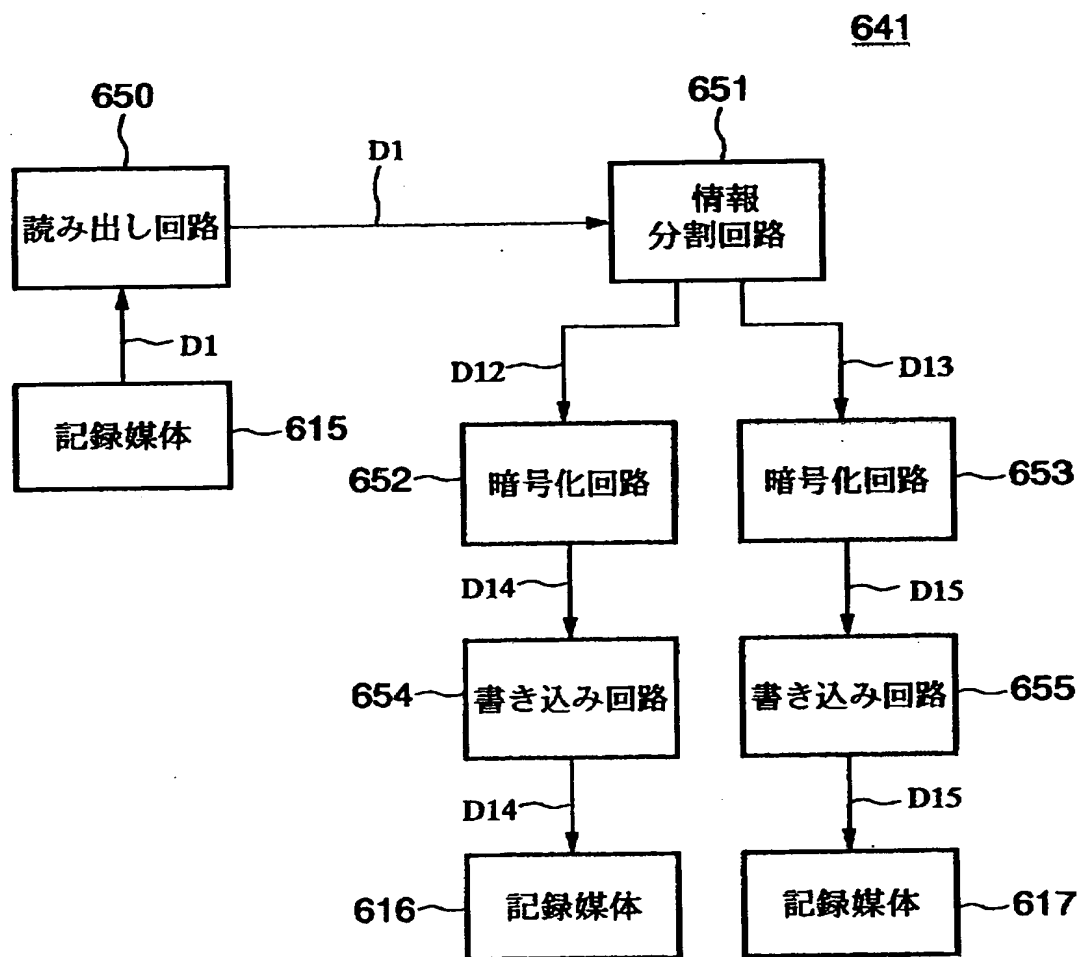 641
650
651
D1
読み出し回路
情報
分割回路
D1
D12
D13
記録媒体
615
652
暗号化回路
暗号化回路
653
D14
D15
654
書き込み回路
書き込み回路
655
D14
D15
616
記録媒体
記録媒体
617